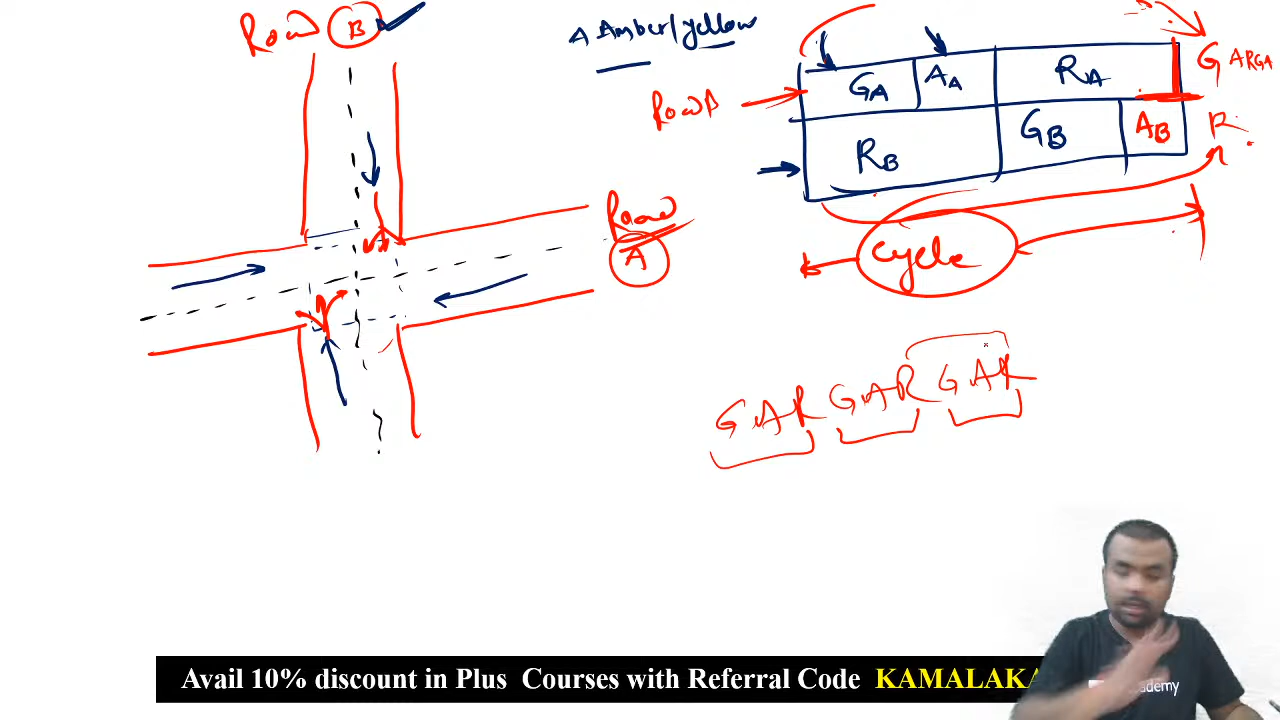 Road B
A Amber/yellow
Road A
GA AA RA
G ARGA
RB GB AB R
cycle
Road
A
GAR GAR GAR
Avail 10% discount in Plus Courses with Referral Code KAMALAKA